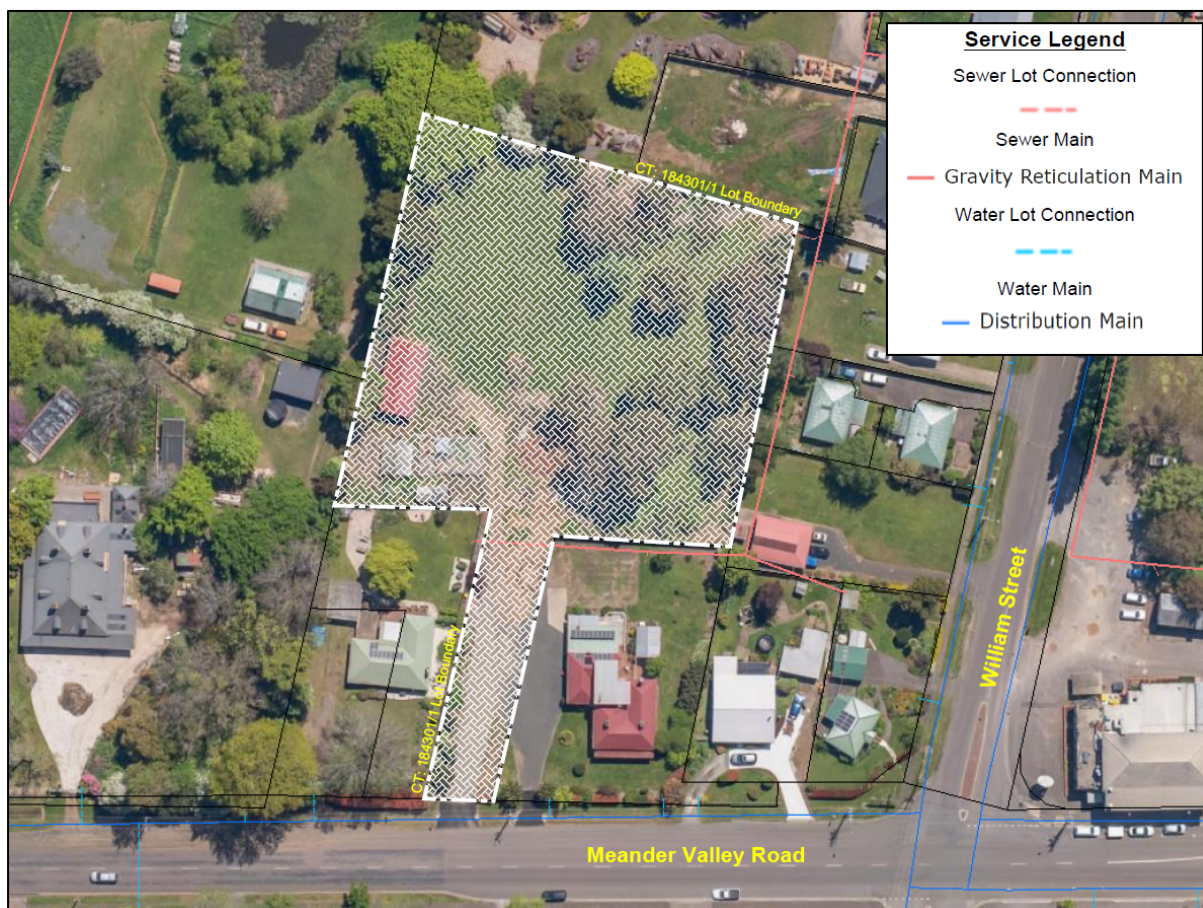 Service Legend
Sewer Lot Connection
Sewer Main
Gravity Reticulation Main
Water Lot Connection
Water Main
Distribution Main
CT: 184301/1 Lot Boundary
CT: 184301/1 Lot Boundary
William Street
Meander Valley Road